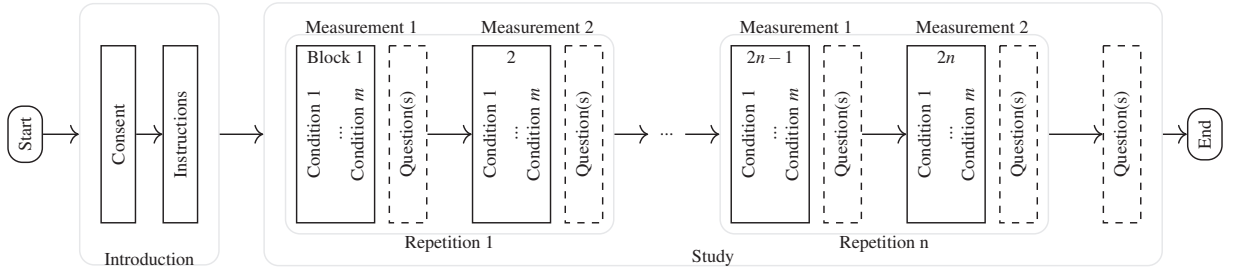 Start
Consent
Instructions
Introduction
Measurement 1
Block 1
Condition 1
...
Condition m
Question(s)
Measurement 2
2
Condition 1
...
Condition m
Question(s)
Repetition 1
...
Measurement 1
2n − 1
Condition 1
...
Condition m
Question(s)
Measurement 2
2n
Condition 1
...
Condition m
Question(s)
Repetition n
Question(s)
Study
End